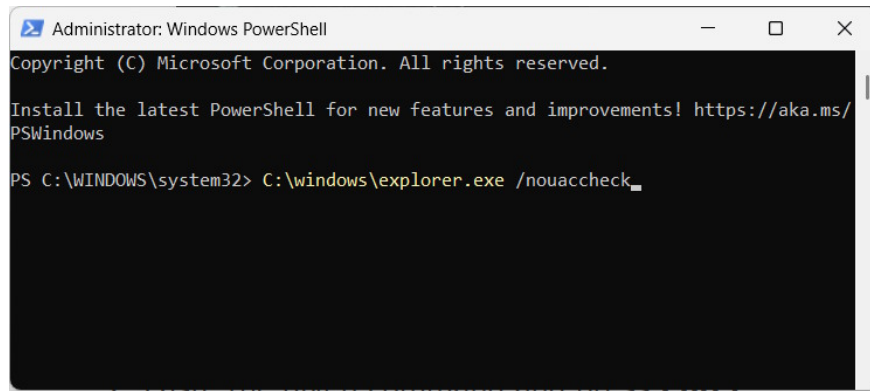 Administrator: Windows PowerShell
Copyright (C) Microsoft Corporation. All rights reserved.
Install the latest PowerShell for new features and improvements! https://aka.ms/
PSWindows
PS C:\WINDOWS\system32> C:\windows\explorer.exe /nouaccheck